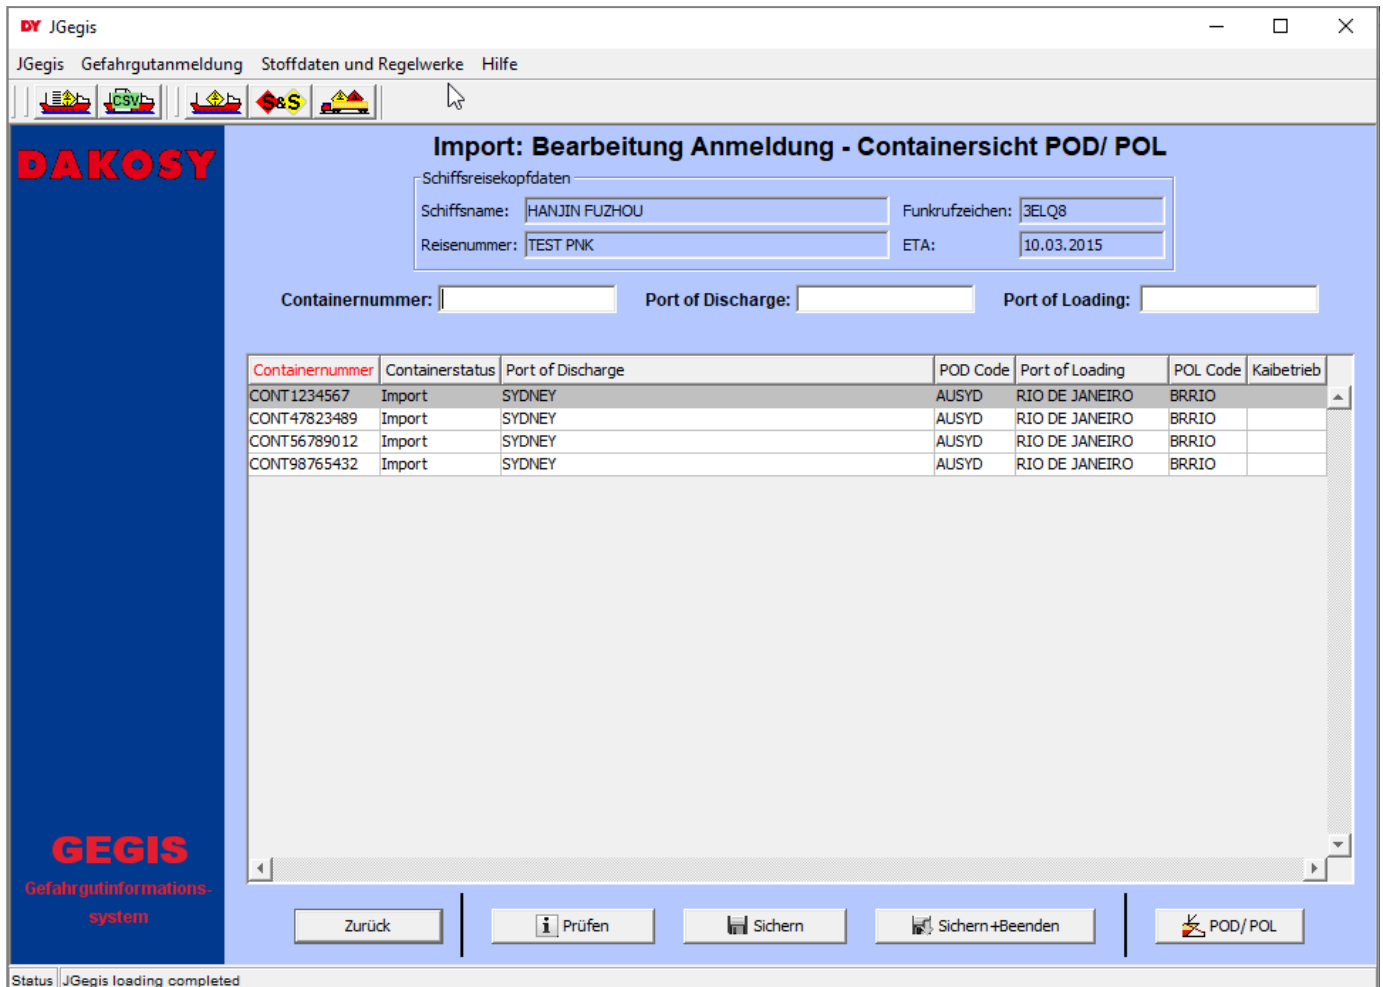 DY JGegis
JGegis Gefahrgutanmeldung Stoffdaten und Regelwerke Hilfe
CSV S&S
DAKOSY
Import: Bearbeitung Anmeldung - Containersicht POD/ POL
Schiffsreisekopfdaten
Schiffsname: HANJIN FUZHOU Funkrufzeichen: 3ELQ8
Reisenummer: TEST PNK ETA: 10.03.2015
Containernummer: Port of Discharge: Port of Loading:
Containernummer Containerstatus Port of Discharge POD Code Port of Loading POL Code Kaibetrieb
CONT1234567 Import SYDNEY AUSYD RIO DE JANEIRO BRRIO
CONT47823489 Import SYDNEY AUSYD RIO DE JANEIRO BRRIO
CONT56789012 Import SYDNEY AUSYD RIO DE JANEIRO BRRIO
CONT98765432 Import SYDNEY AUSYD RIO DE JANEIRO BRRIO
GEGIS
Gefahrgutinformations-
system
Zurück Prüfen Sichern Sichern+Beenden POD/ POL
Status JGegis loading completed